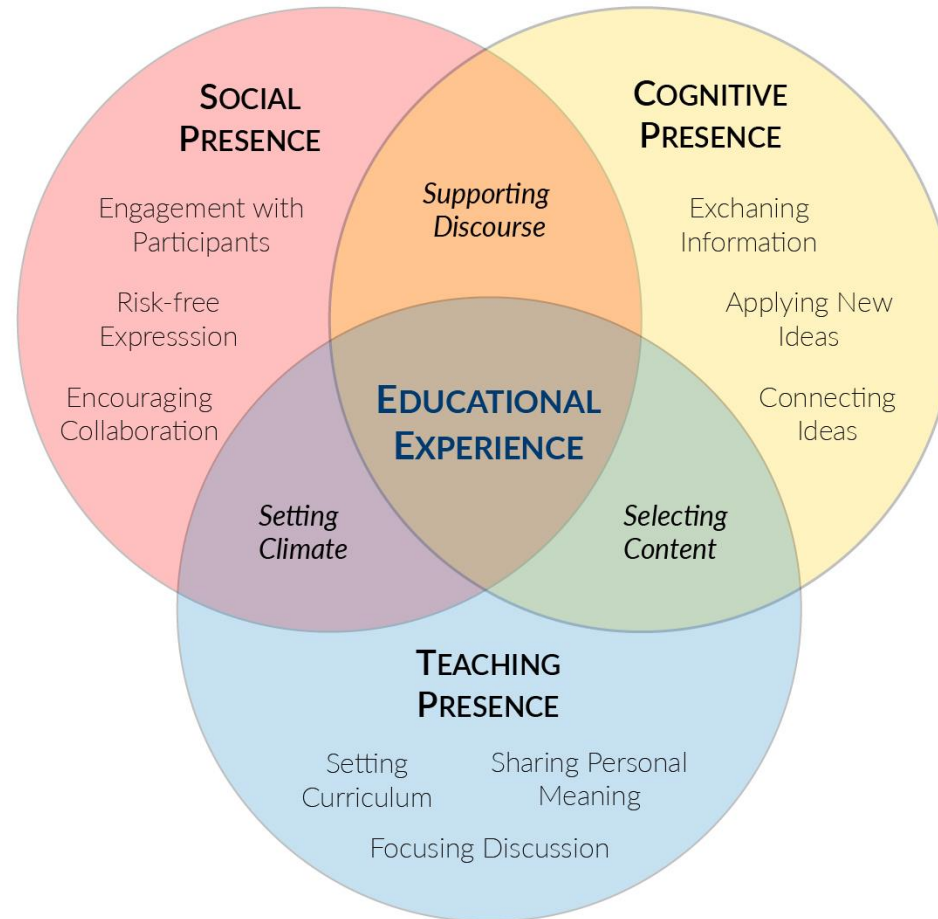 SOCIAL
PRESENCE
Engagement with
Participants
Risk-free
Expresssion
Encouraging
Collaboration
Supporting
Discourse
COGNITIVE
PRESENCE
Exchaning
Information
Applying New
Ideas
Connecting
Ideas
EDUCATIONAL
EXPERIENCE
Setting
Climate
Selecting
Content
TEACHING
PRESENCE
Setting
Curriculum
Sharing Personal
Meaning
Focusing Discussion